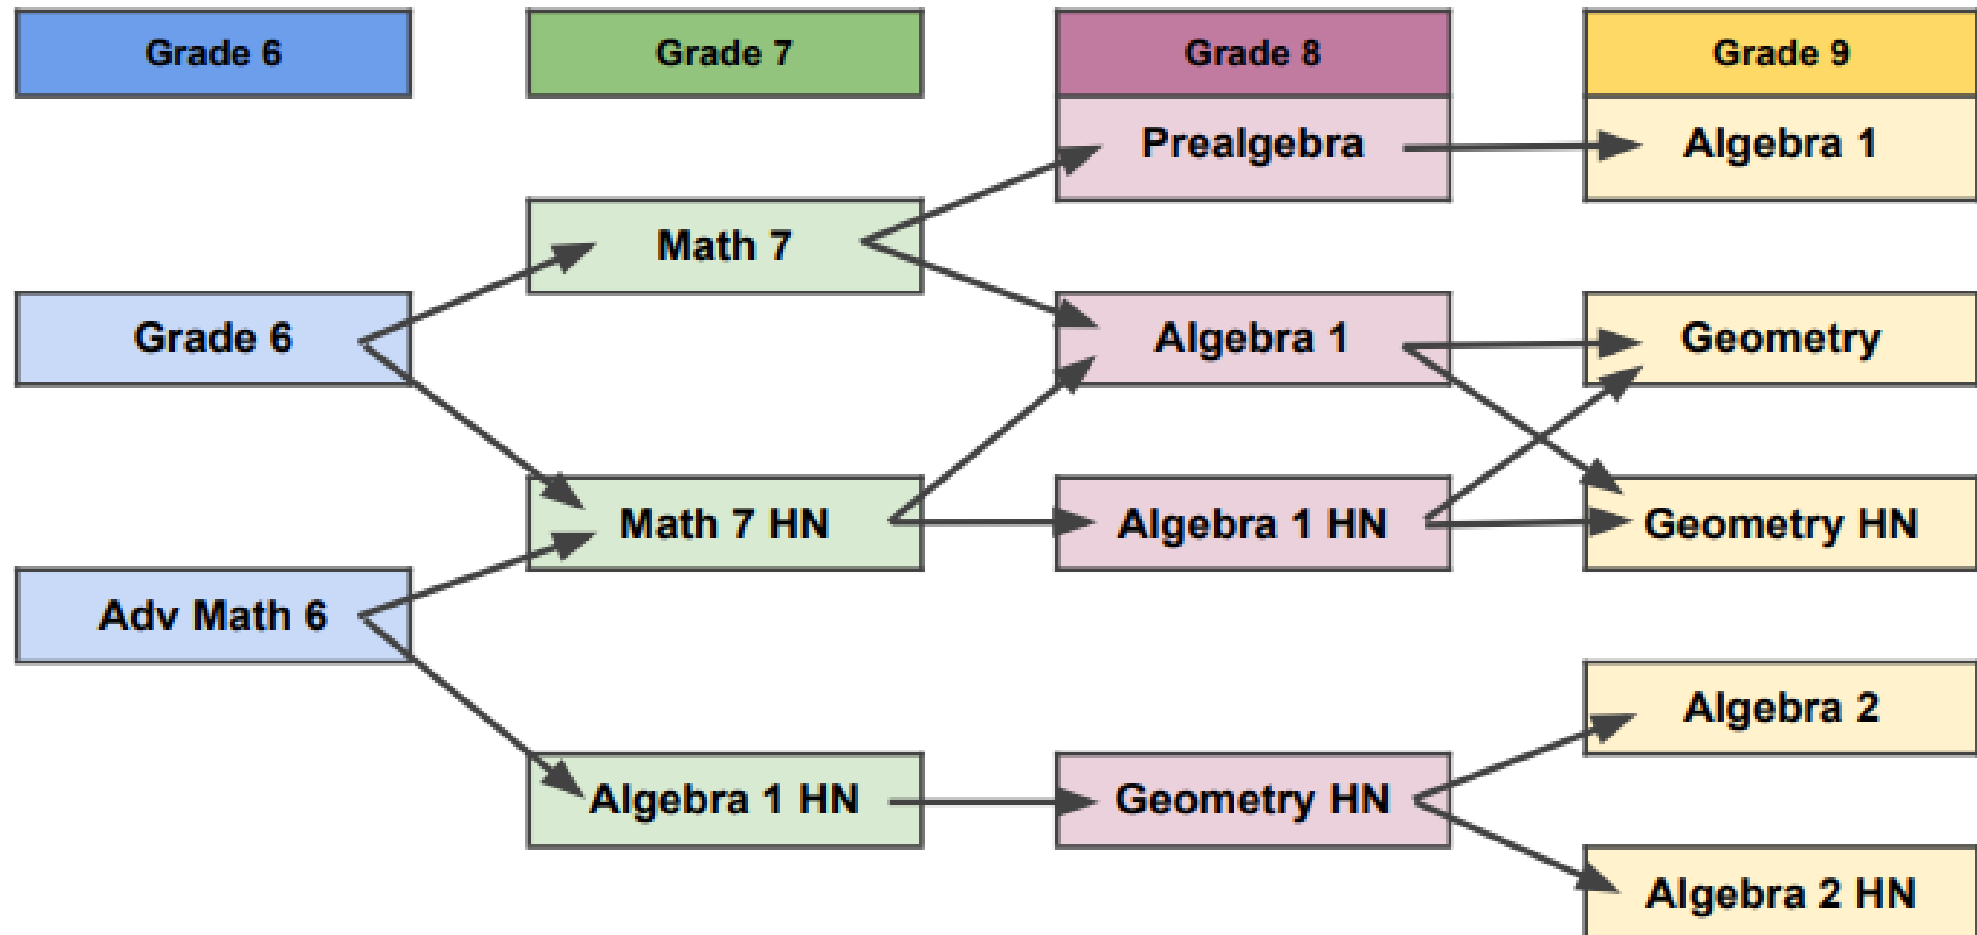 Grade 6
Grade 7
Grade 8
Grade 9
Prealgebra
Algebra 1
Math 7
Grade 6
Algebra 1
Geometry
Math 7 HN
Algebra 1 HN
Geometry HN
Adv Math 6
Algebra 2
Algebra 1 HN
Geometry HN
Algebra 2 HN